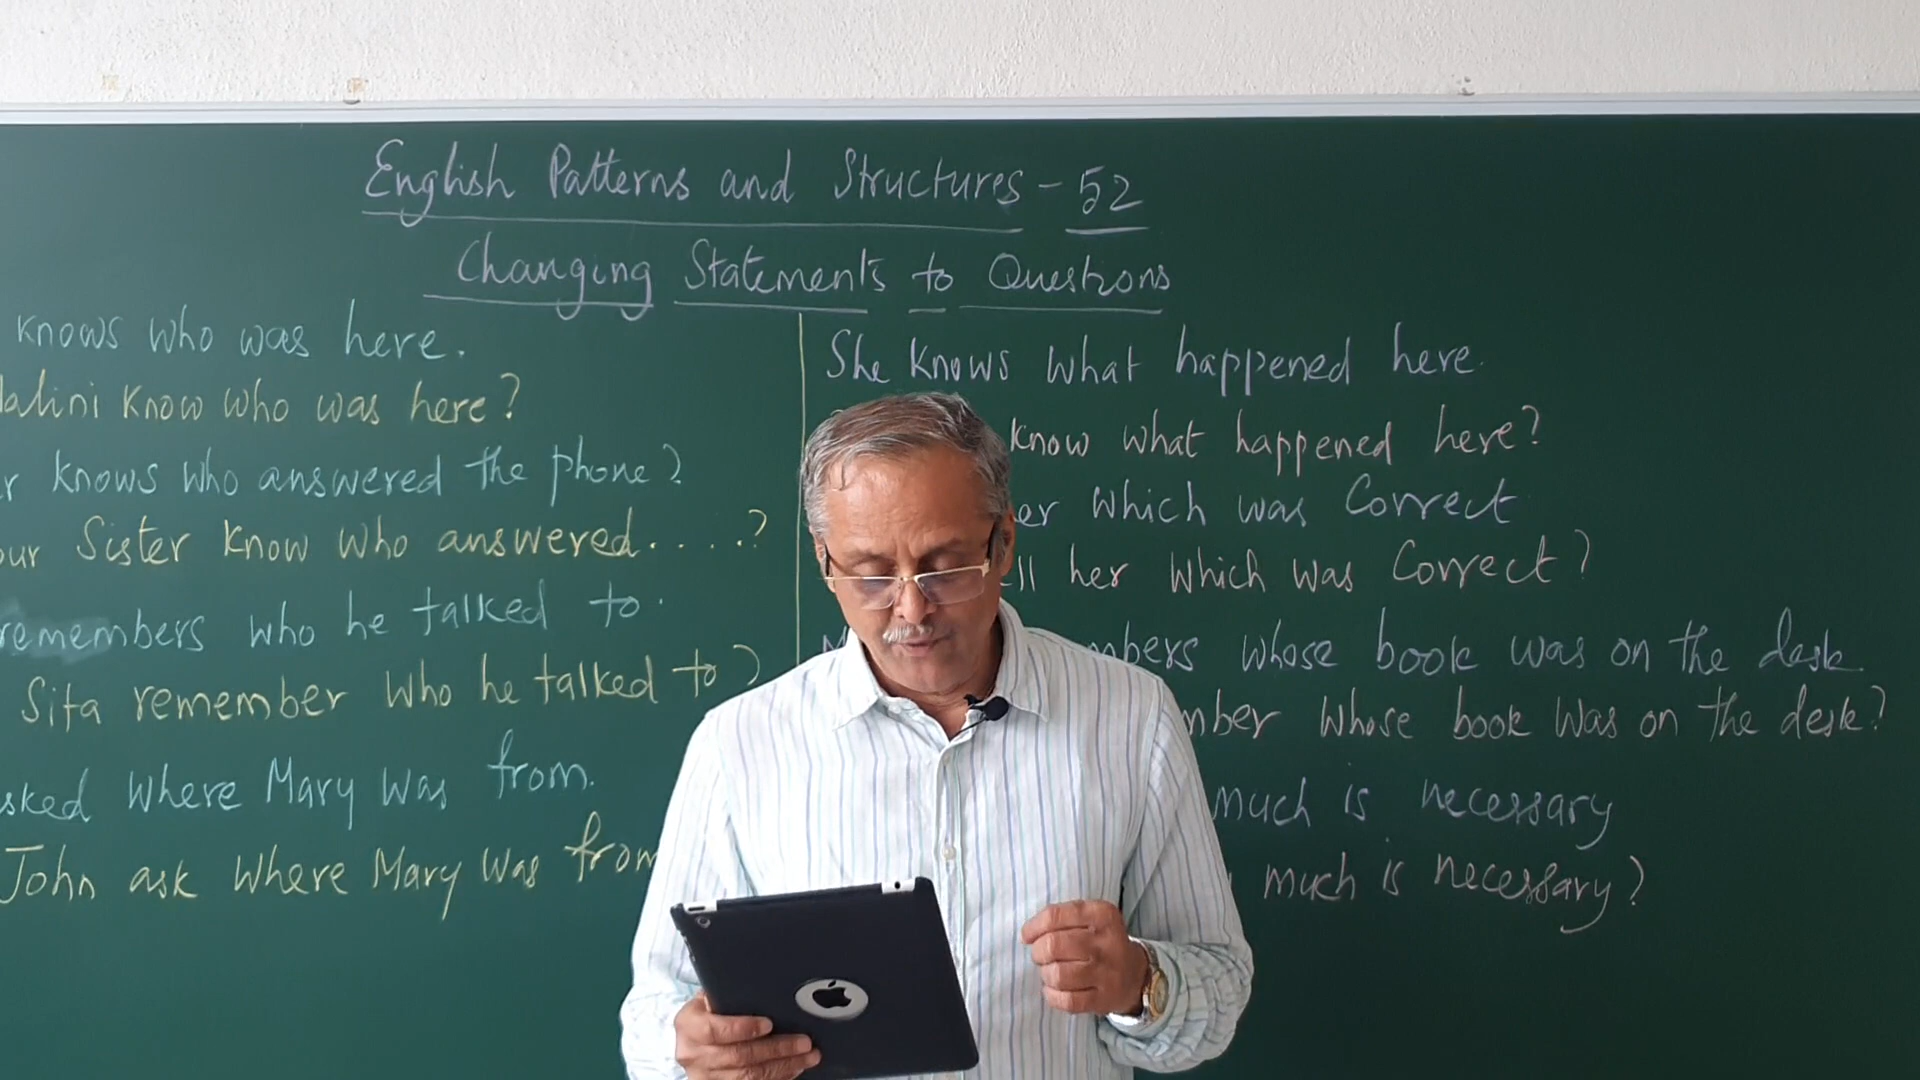 English Patterns and Structures - 52
Changing Statements to Questions
knows who was here.
alini know who was here?
r knows who answered the phone?
our Sister know who answered.....?
remembers who he talked to.
Sita remember who he talked to?
sked where Mary was from.
John ask where Mary was from
She knows what happened here.
know what happened here?
er which was correct
ll her which was correct?
mbers whose book was on the desk.
mber whose book was on the desk?
much is necessary
much is necessary?